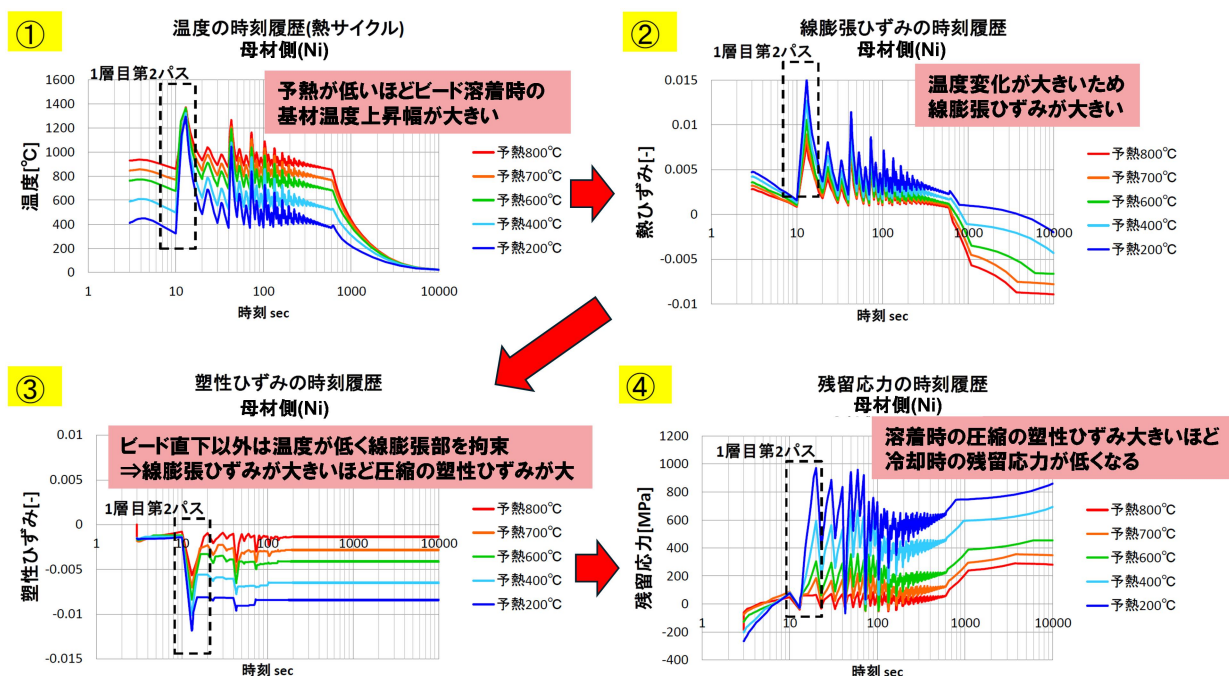 ①
温度の時刻履歴(熱サイクル)
母材側(Ni)
1層目第2パス
予熱が低いほどビード溶着時の
基材温度上昇幅が大きい
温度[℃]
1600
1400
1200
1000
800
600
400
200
0
1
10
100
1000
10000
時刻 sec
予熱800℃
予熱700℃
予熱600℃
予熱400℃
予熱200℃
②
線膨張ひずみの時刻履歴
母材側(Ni)
1層目第2パス
温度変化が大きいため
線膨張ひずみが大きい
熱ひずみ[-]
0.015
0.01
0.005
0
-0.005
-0.01
1
10
100
1000
10000
時刻 sec
予熱800℃
予熱700℃
予熱600℃
予熱400℃
予熱200℃
③
塑性ひずみの時刻履歴
母材側(Ni)
ビード直下以外は温度が低く線膨張部を拘束
⇒線膨張ひずみが大きいほど圧縮の塑性ひずみが大
1層目第2パス
塑性ひずみ[-]
0.01
0.005
0
-0.005
-0.01
-0.015
1
10
100
1000
10000
時刻 sec
予熱800℃
予熱700℃
予熱600℃
予熱400℃
予熱200℃
④
残留応力の時刻履歴
母材側(Ni)
溶着時の圧縮の塑性ひずみ大きいほど
冷却時の残留応力が低くなる
1層目第2パス
残留応力[MPa]
1200
1000
800
600
400
200
0
-200
-400
1
10
100
1000
10000
時刻 sec
予熱800℃
予熱700℃
予熱600℃
予熱400℃
予熱200℃